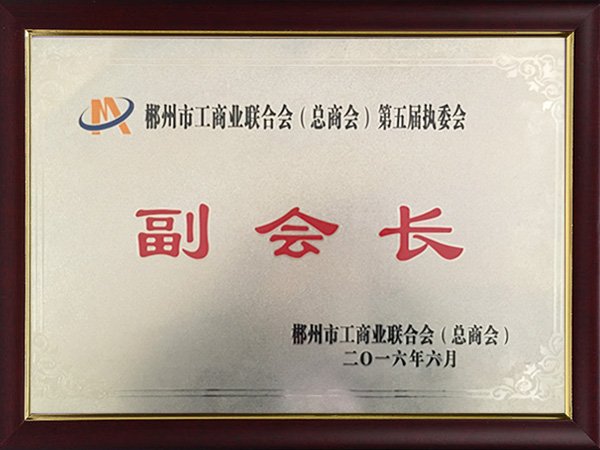 郴州市工商业联合会（总商会）第五届执委会
副会长
郴州市工商业联合会（总商会）
二〇一六年六月